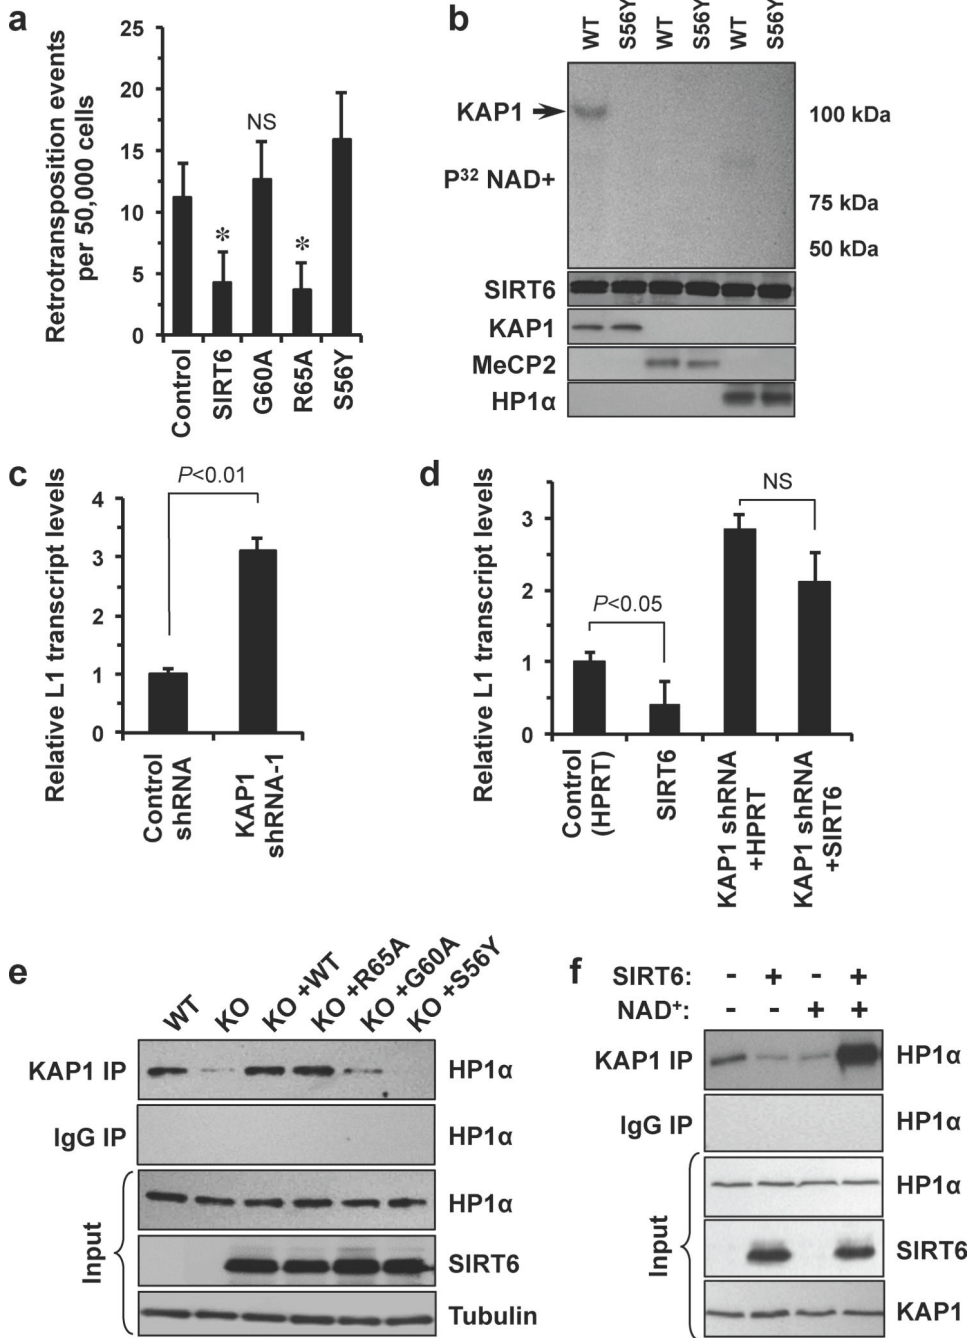 a
Retrotransposition events
per 50,000 cells
25
20
15
10
5
0
NS
*
*
Control
SIRT6
G60A
R65A
S56Y
b
WT
S56Y
WT
S56Y
WT
S56Y
KAP1
P³² NAD+
100 kDa
75 kDa
50 kDa
SIRT6
KAP1
MeCP2
HP1α
c
Relative L1 transcript levels
4
3
2
1
0
P<0.01
Control
shRNA
KAP1
shRNA-1
d
Relative L1 transcript levels
3
2
1
0
P<0.05
NS
Control
(HPRT)
SIRT6
KAP1 shRNA
+HPRT
KAP1 shRNA
+SIRT6
e
WT
KO
KO +WT
KO +R65A
KO +G60A
KO +S56Y
KAP1 IP
HP1α
IgG IP
HP1α
Input
HP1α
SIRT6
Tubulin
f
SIRT6: - + - +
NAD⁺: - - + +
KAP1 IP
HP1α
IgG IP
HP1α
Input
HP1α
SIRT6
KAP1